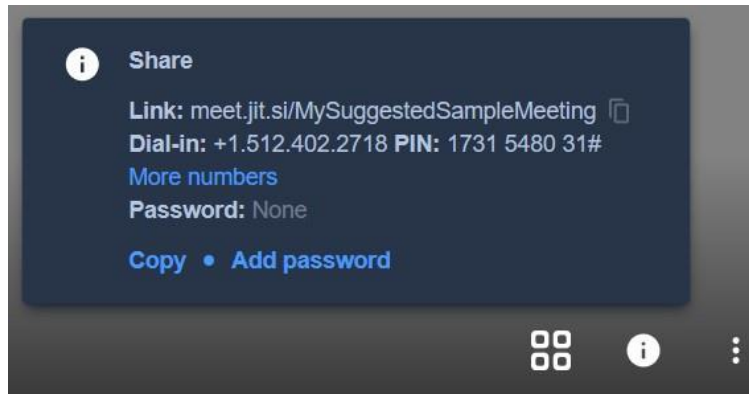 Share
Link: meet.jit.si/MySuggestedSampleMeeting
Dial-in: +1.512.402.2718 PIN: 1731 5480 31#
More numbers
Password: None
Copy • Add password